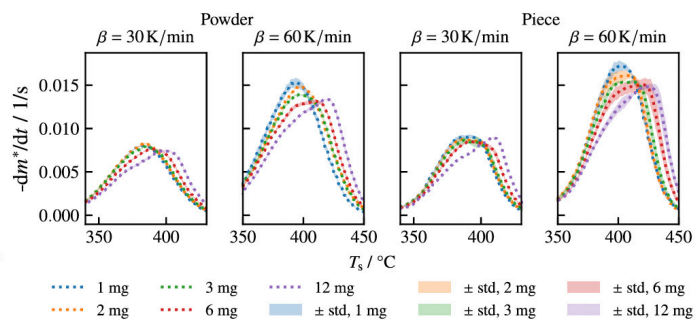 Powder Piece
β = 30 K/min β = 60 K/min β = 30 K/min β = 60 K/min
-dm*/dt / 1/s
0.015
0.010
0.005
0.000
350 400 350 400 450 350 400 350 400 450
Ts / °C
1 mg 3 mg 12 mg ± std, 2 mg ± std, 6 mg
2 mg 6 mg ± std, 1 mg ± std, 3 mg ± std, 12 mg